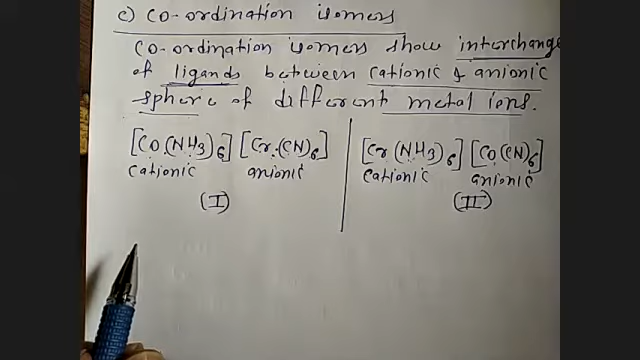 c) Co-ordination isomers
Co-ordination isomers show interchange
of ligands between cationic & anionic
sphere of different metal ions.
[Co(NH3)6] [Cr(CN)6] | [Cr(NH3)6] [Co(CN)6]
cationic anionic cationic anionic
(I) (II)